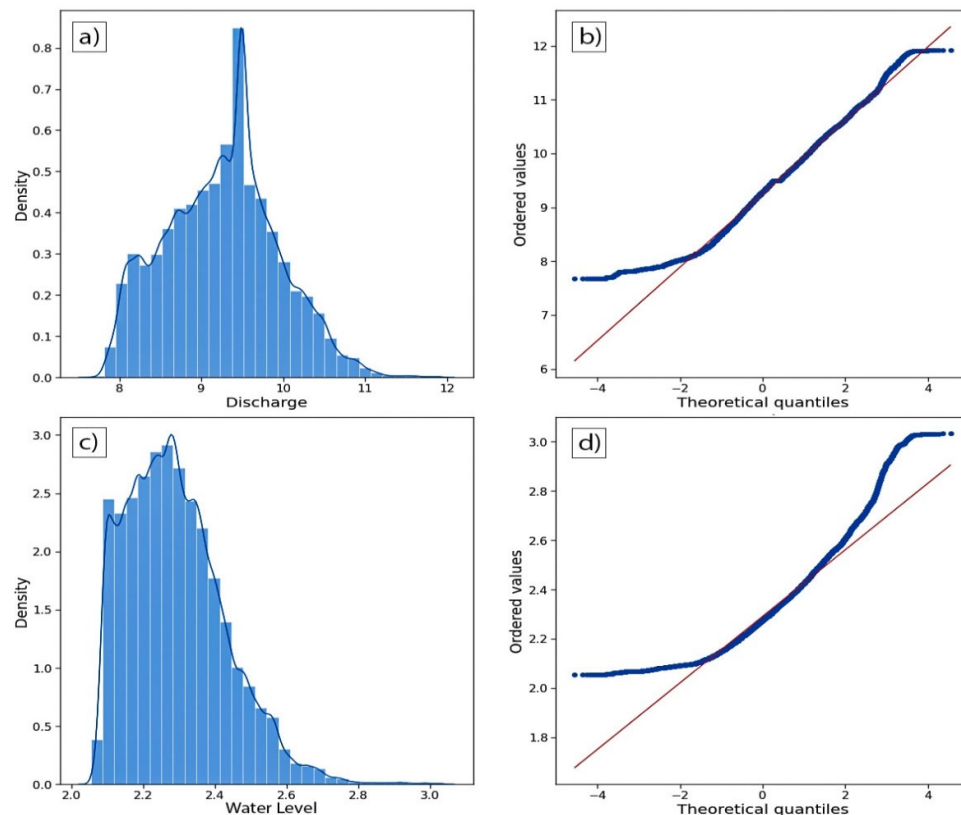 a)
Density
0.8
0.7
0.6
0.5
0.4
0.3
0.2
0.1
0.0
8 9 10 11 12
Discharge
b)
Ordered values
12
11
10
9
8
7
6
−4 −2 0 2 4
Theoretical quantiles
c)
Density
3.0
2.5
2.0
1.5
1.0
0.5
0.0
2.0 2.2 2.4 2.6 2.8 3.0
Water Level
d)
Ordered values
3.0
2.8
2.6
2.4
2.2
2.0
1.8
−4 −2 0 2 4
Theoretical quantiles